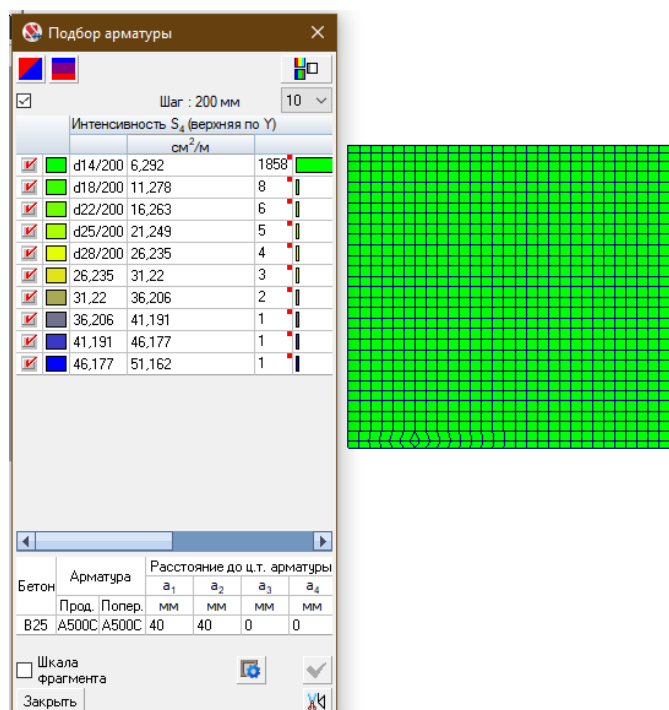 Подбор арматуры
Шаг : 200 мм 10
Интенсивность S4 (верхняя по Y)
см2/м
d14/200 6,292 1858
d18/200 11,278 8
d22/200 16,263 6
d25/200 21,249 5
d28/200 26,235 4
26,235 31,22 3
31,22 36,206 2
36,206 41,191 1
41,191 46,177 1
46,177 51,162 1
Бетон Арматура Расстояние до ц.т. арматуры
a1 a2 a3 a4
Прод. Попер. мм мм мм мм
B25 A500C A500C 40 40 0 0
Шкала
фрагмента
Закрыть